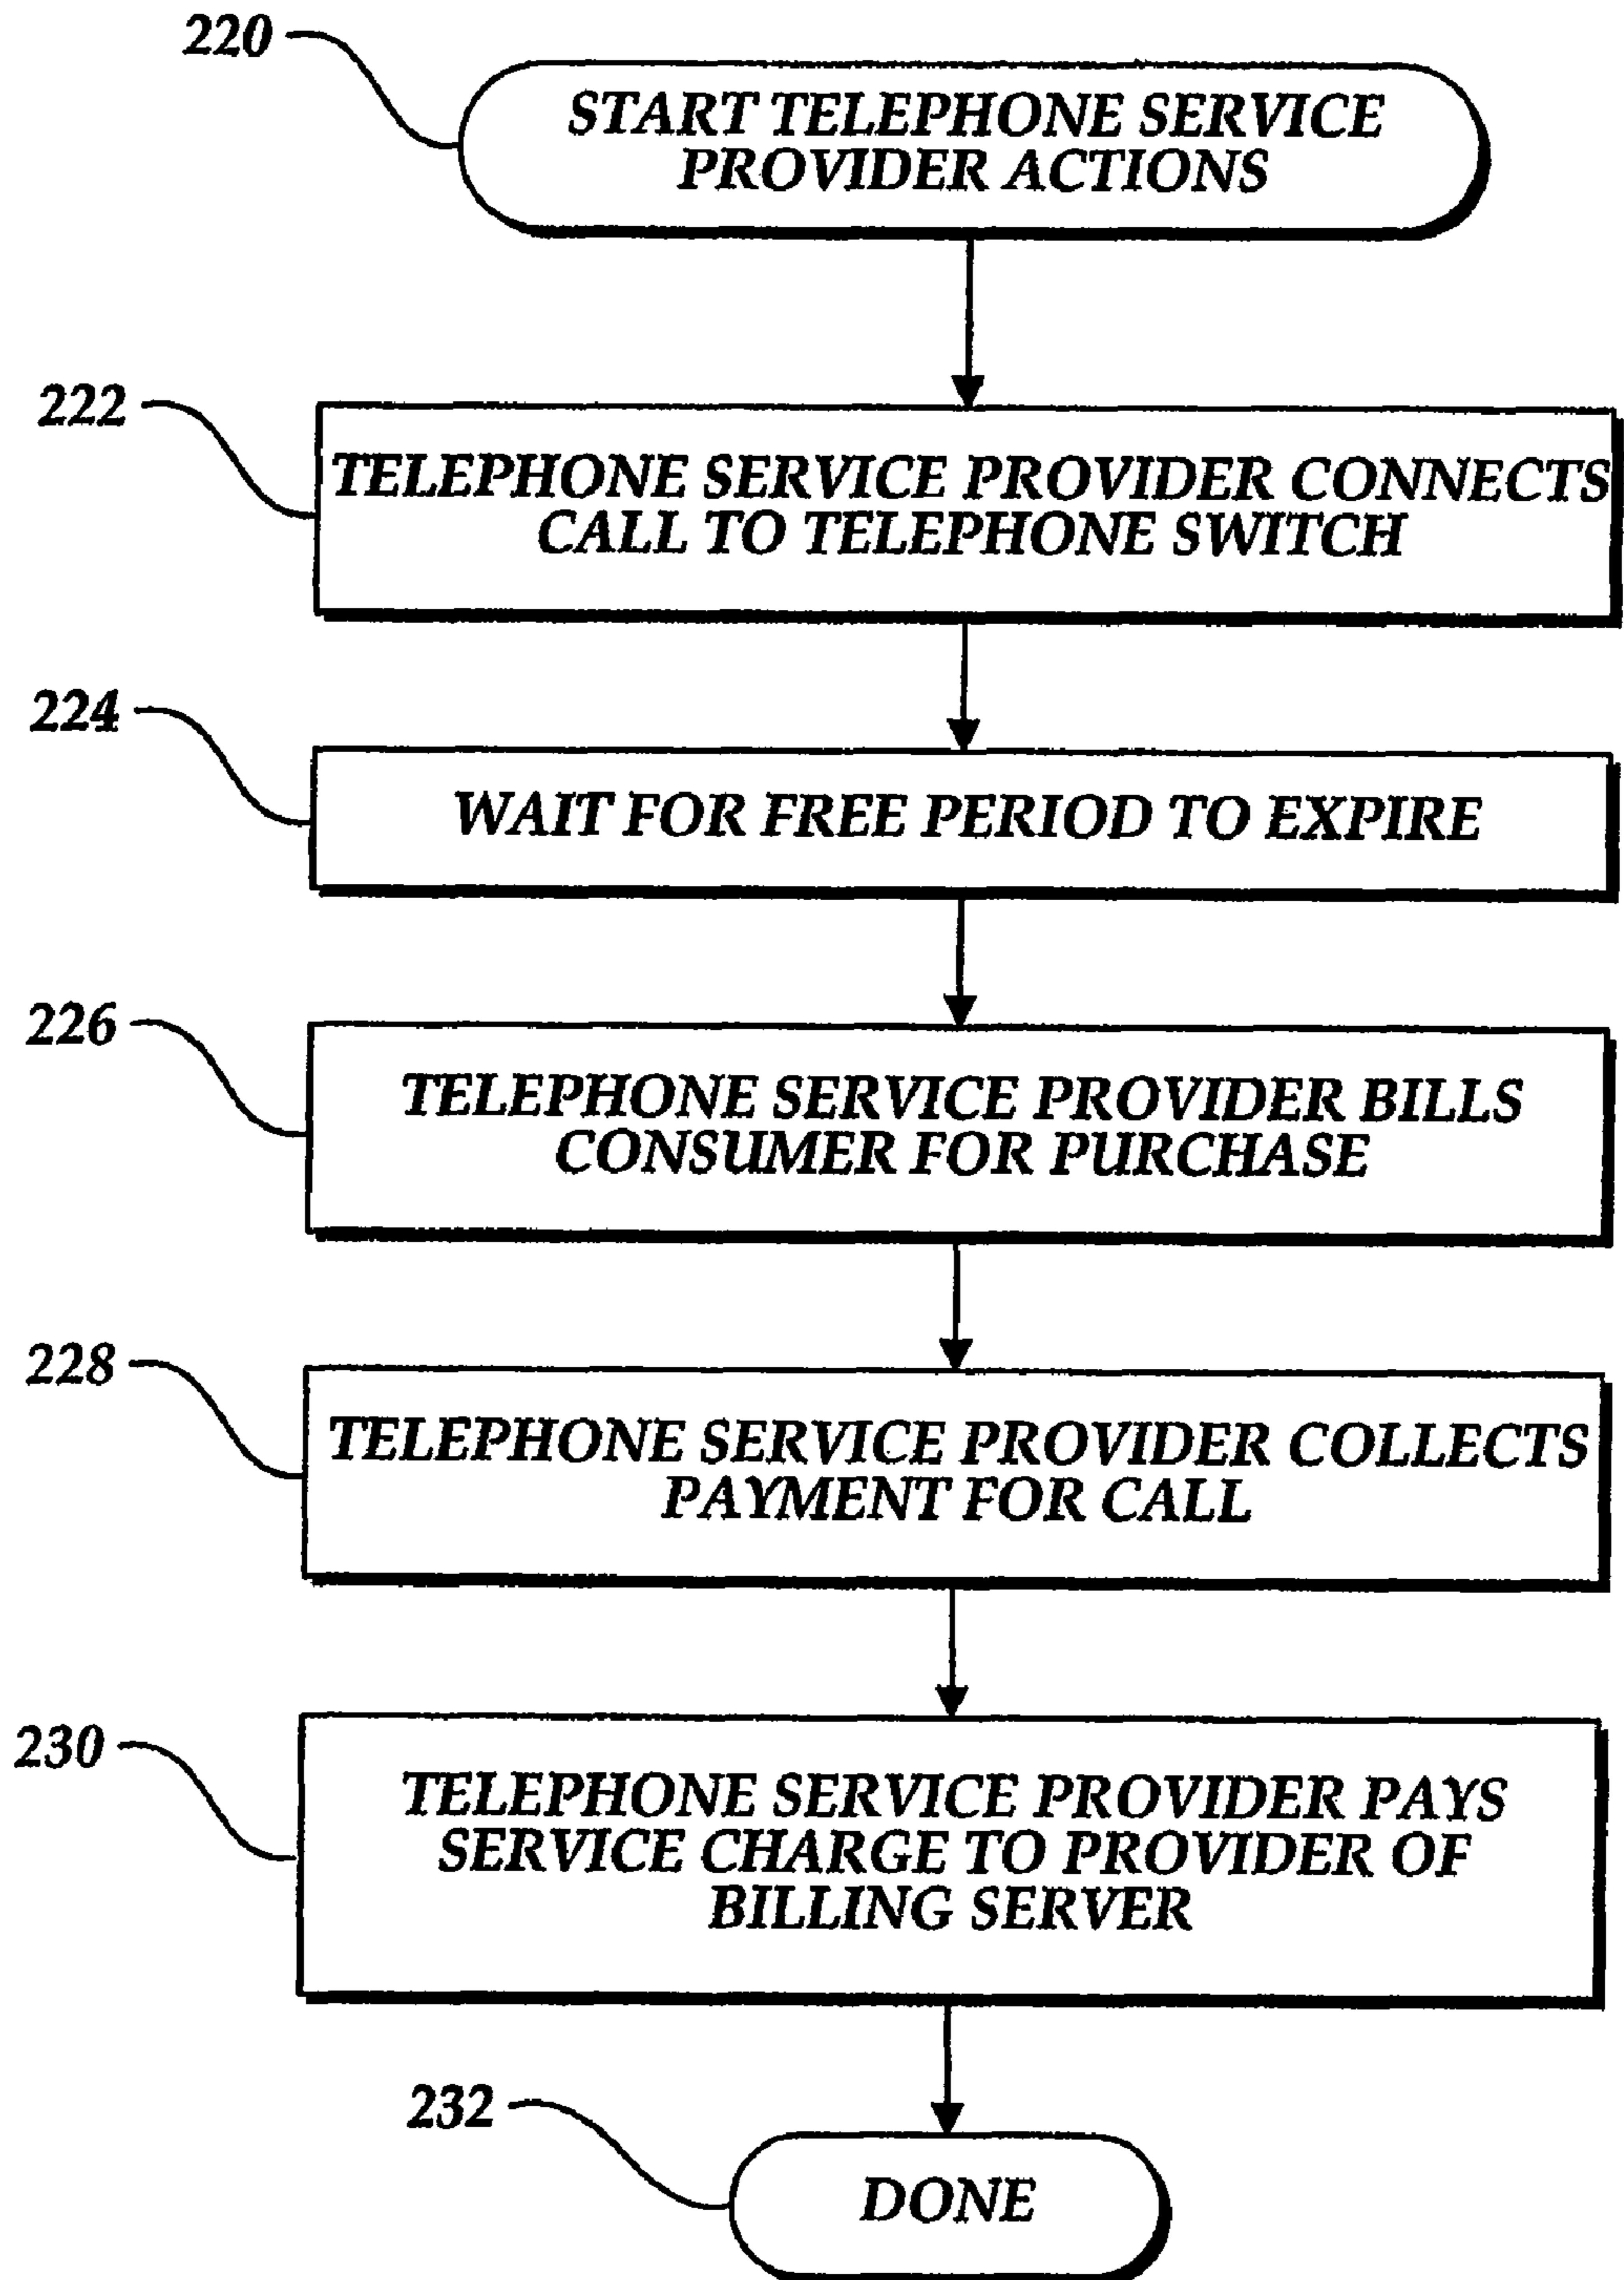 220
START TELEPHONE SERVICE
PROVIDER ACTIONS
222
TELEPHONE SERVICE PROVIDER CONNECTS
CALL TO TELEPHONE SWITCH
224
WAIT FOR FREE PERIOD TO EXPIRE
226
TELEPHONE SERVICE PROVIDER BILLS
CONSUMER FOR PURCHASE
228
TELEPHONE SERVICE PROVIDER COLLECTS
PAYMENT FOR CALL
230
TELEPHONE SERVICE PROVIDER PAYS
SERVICE CHARGE TO PROVIDER OF
BILLING SERVER
232
DONE